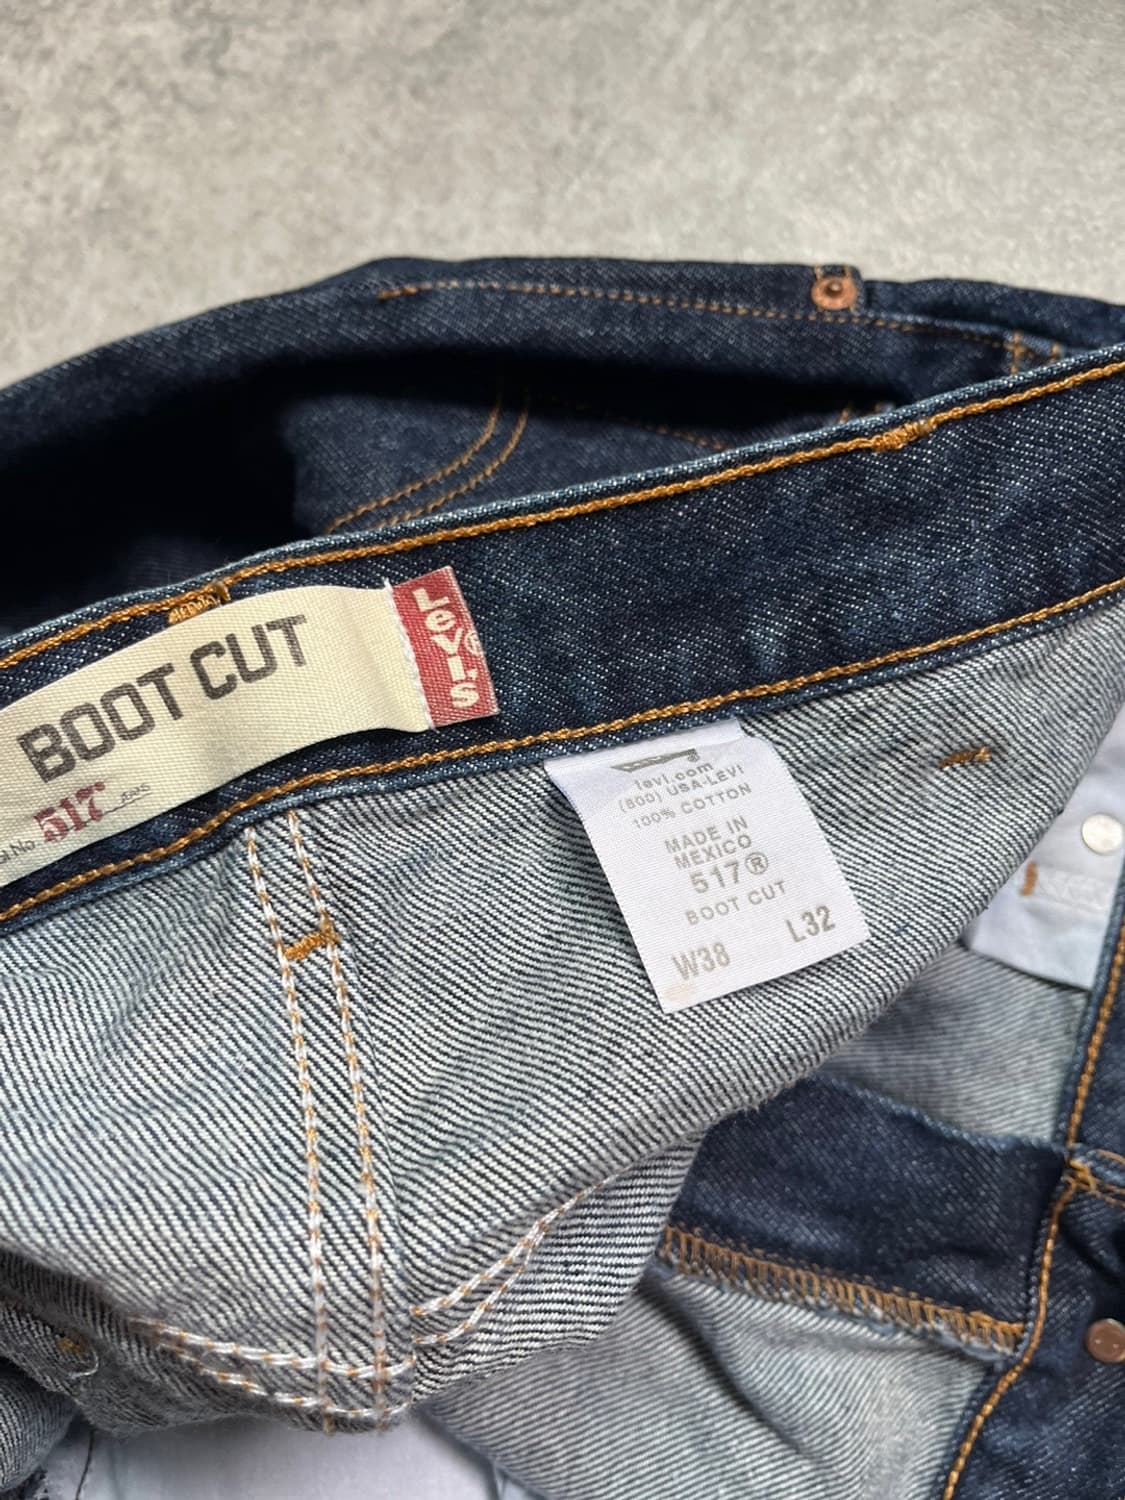 BOOT CUT
Levi's®
517
levi.com
(800) USA-LEVI
100% COTTON
MADE IN
MEXICO
517®
BOOT CUT
W38 L32